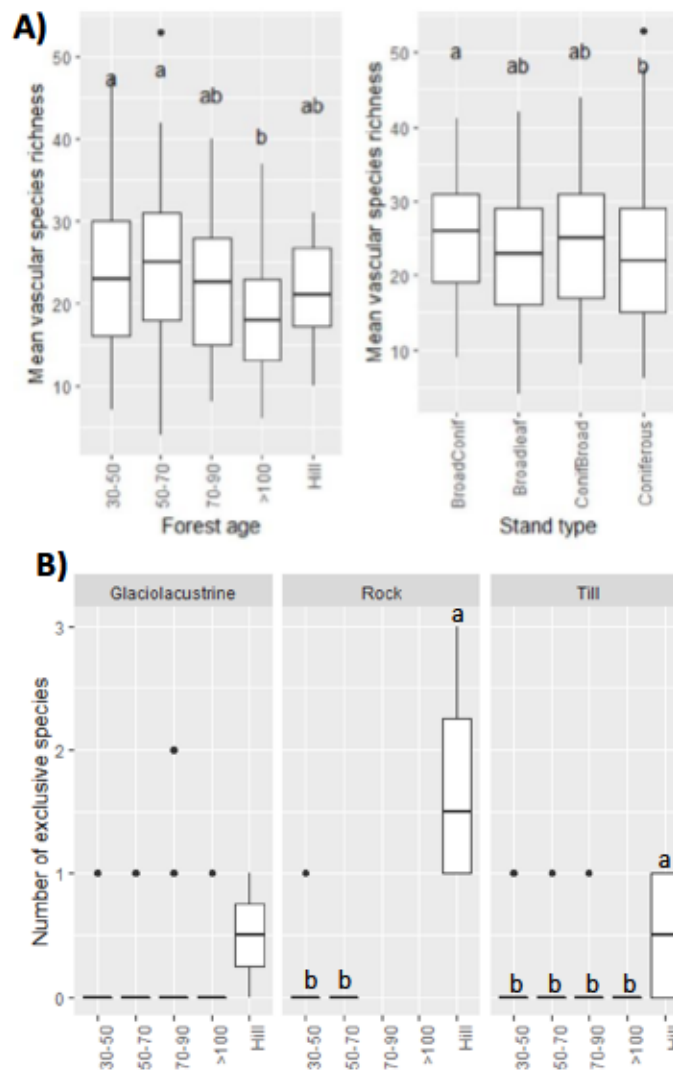 A)
Mean vascular species richness
50
40
30
20
10
a a ab b ab
30-50 50-70 70-90 >100 Hill
Forest age
Mean vascular species richness
50
40
30
20
10
a ab ab b
BroadConif Broadleaf ConifBroad Coniferous
Stand type
B)
Glaciolacustrine Rock Till
Number of exclusive species
3
2
1
0
a
b b
a
b b b b
30-50 50-70 70-90 >100 Hill
30-50 50-70 70-90 >100 Hill
30-50 50-70 70-90 >100 Hill